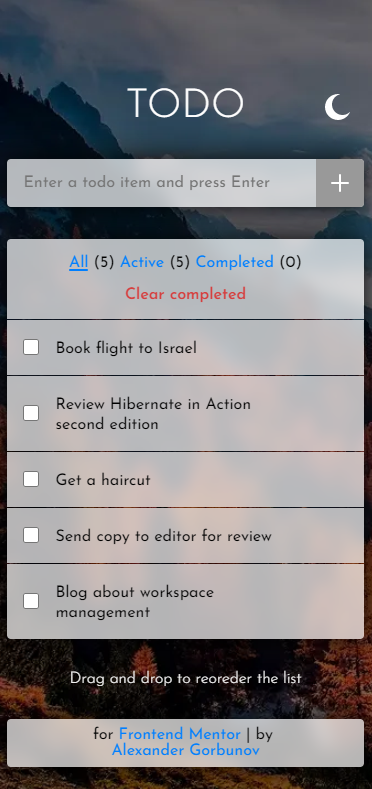 TODO
Enter a todo item and press Enter
All (5) Active (5) Completed (0)
Clear completed
Book flight to Israel
Review Hibernate in Action
second edition
Get a haircut
Send copy to editor for review
Blog about workspace
management
Drag and drop to reoreder the list
for Frontend Mentor | by
Alexander Gorbunov